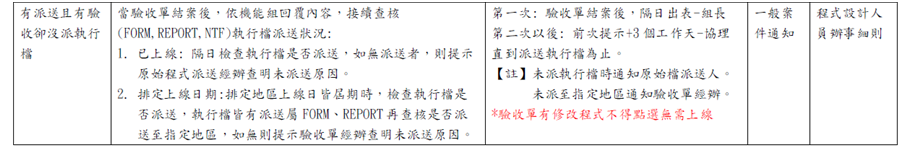 有派送且有驗
收卻沒派執行
檔
當驗收單結案後，依機能組回覆內容，接續查核
(FORM,REPORT,NTF)執行檔派送狀況:
1. 已上線: 隔日檢查執行檔是否派送，如無派送者，則提示
原始程式派送經辦查明未派送原因。
2. 排定上線日期:排定地區上線日皆屆期時，檢查執行檔是
否派送，執行檔皆有派送屬 FORM、REPORT 再查核是否派
送至指定地區，如無則提示驗收單經辦查明未派送原因。
第一次: 驗收單結案後，隔日出表-組長
第二次以後: 前次提示+3 個工作天-協理
直到派送執行檔為止。
【註】未派執行檔時通知原始檔派送人。
未派至指定地區通知驗收單經辦。
*驗收單有修改程式不得點選無需上線
一般案
件通知
程式設計人
員辦事細則